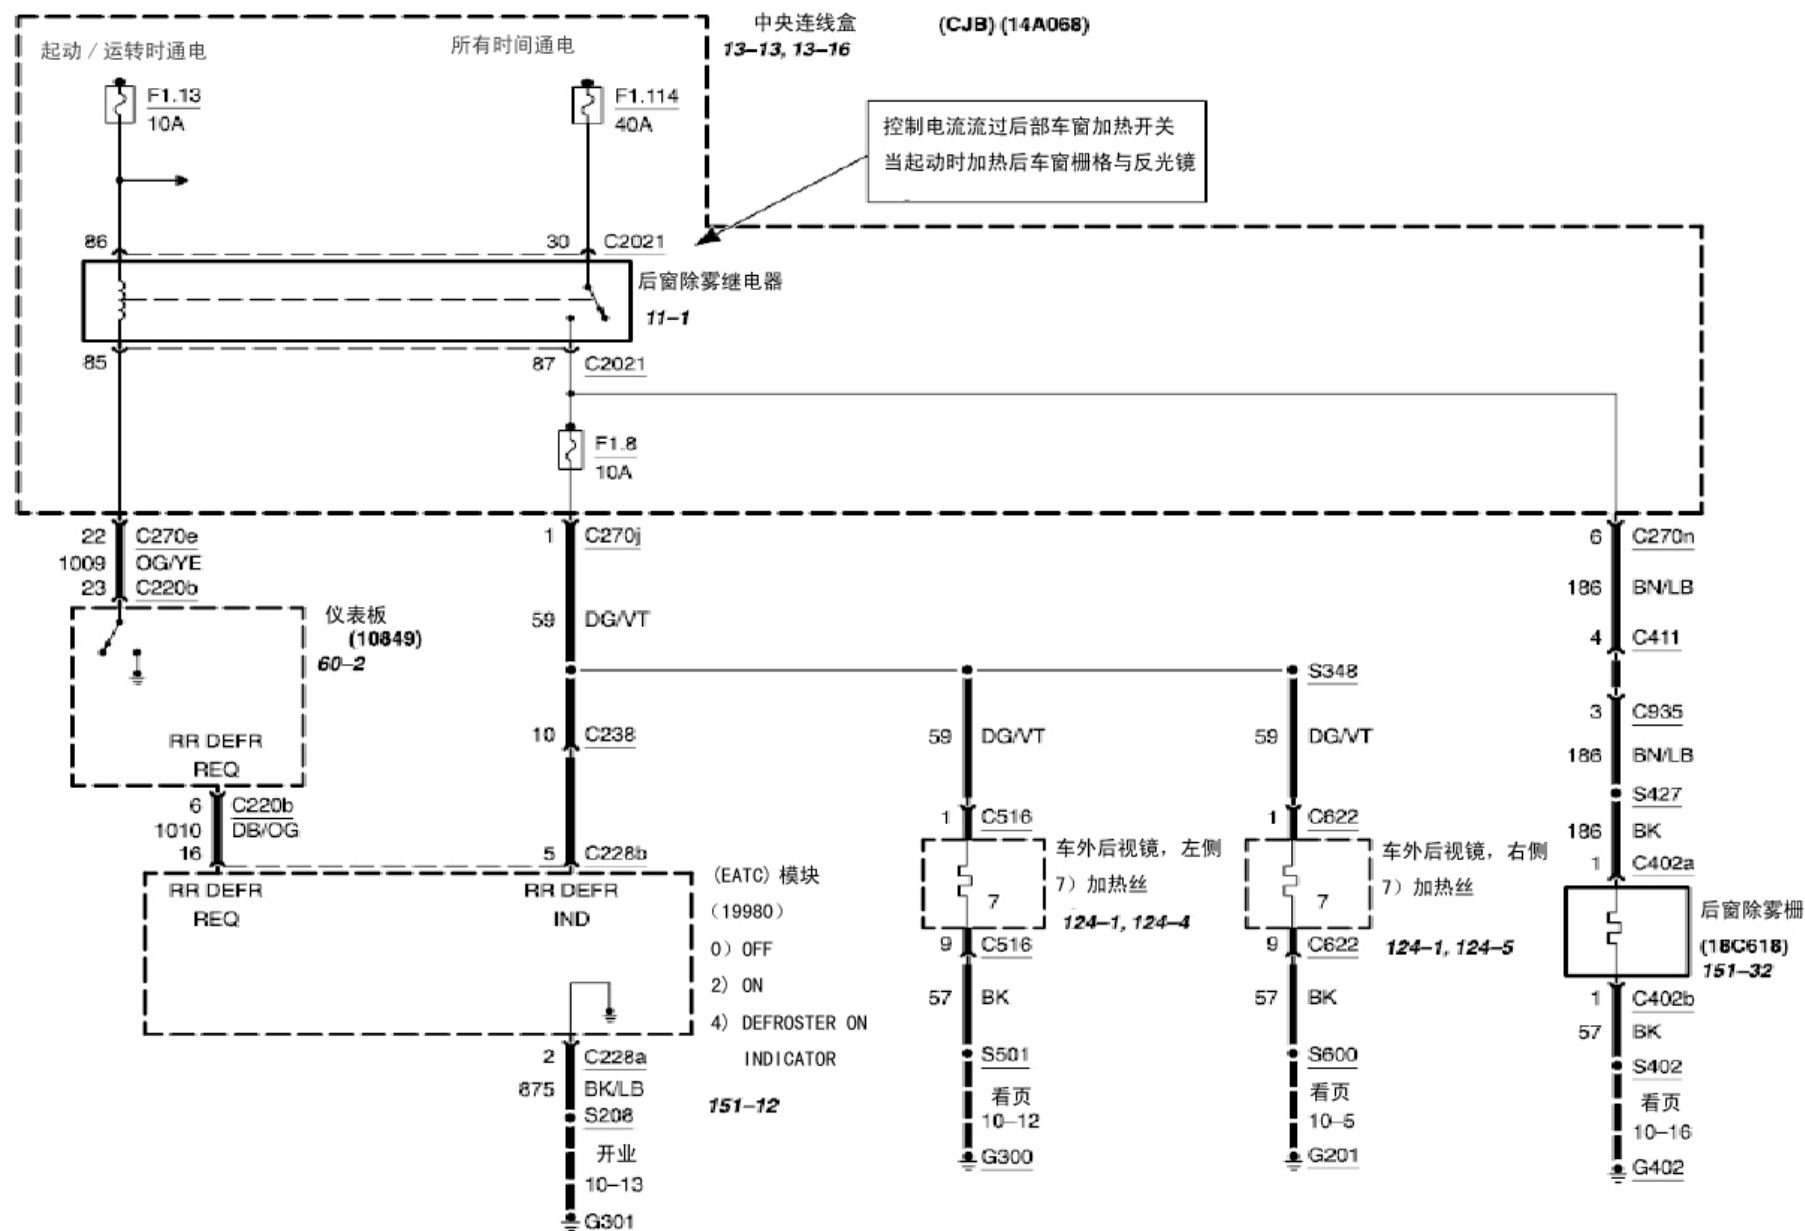 中央连线盒 (CJB) (14A068)
13–13, 13–16
起动 / 运转时通电
所有时间通电
F1.13
10A
F1.114
40A
控制电流流过后部车窗加热开关
当起动时加热后车窗栅格与反光镜
86
30 C2021
后窗除雾继电器
11–1
85
87 C2021
F1.8
10A
22 C270e
1009 OG/YE
23 C220b
1 C270j
6 C270n
仪表板
(10849)
60–2
59 DG/VT
186 BN/LB
4 C411
S348
3 C935
RR DEFR
REQ
10 C238
59 DG/VT
59 DG/VT
186 BN/LB
S427
6 C220b
1010 DB/OG
16
5 C228b
1 C516
1 C622
186 BK
1 C402a
RR DEFR
REQ
RR DEFR
IND
(EATC) 模块
(19980)
0) OFF
2) ON
4) DEFROSTER ON
INDICATOR
151–12
7
车外后视镜, 左侧
7) 加热丝
124–1, 124–4
7
车外后视镜, 右侧
7) 加热丝
124–1, 124–5
后窗除雾栅
(18C618)
151–32
9 C516
9 C622
57 BK
57 BK
1 C402b
57 BK
2 C228a
875 BK/LB
S208
开业
10–13
G301
S501
看页
10–12
G300
S600
看页
10–5
G201
S402
看页
10–16
G402